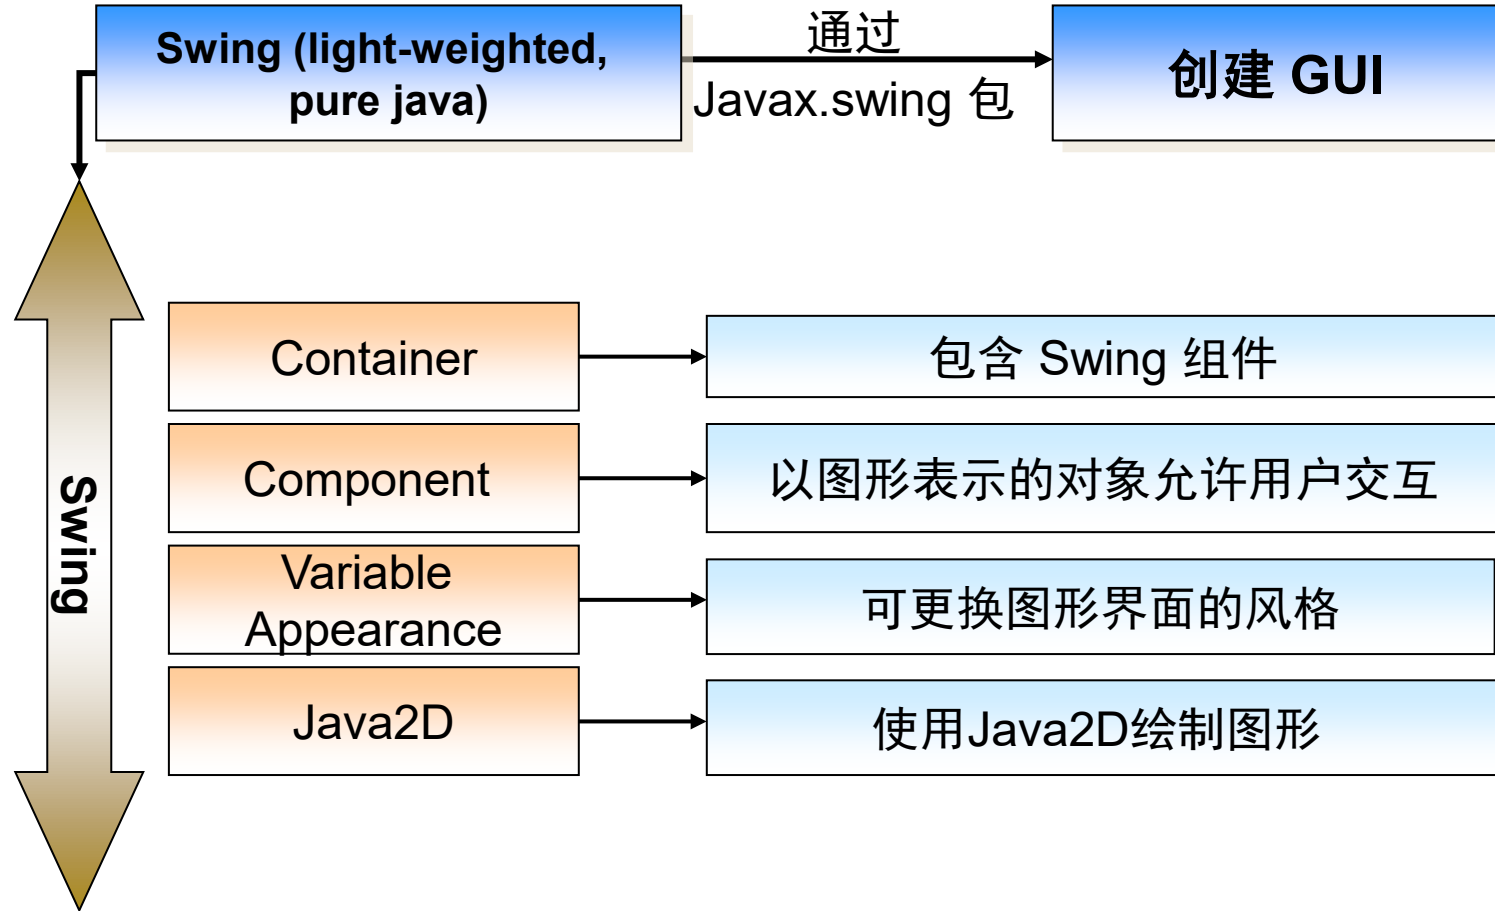 Swing (light-weighted,
pure java)
通过
Javax.swing 包
创建 GUI
Swing
Container
包含 Swing 组件
Component
以图形表示的对象允许用户交互
Variable
Appearance
可更换图形界面的风格
Java2D
使用Java2D绘制图形